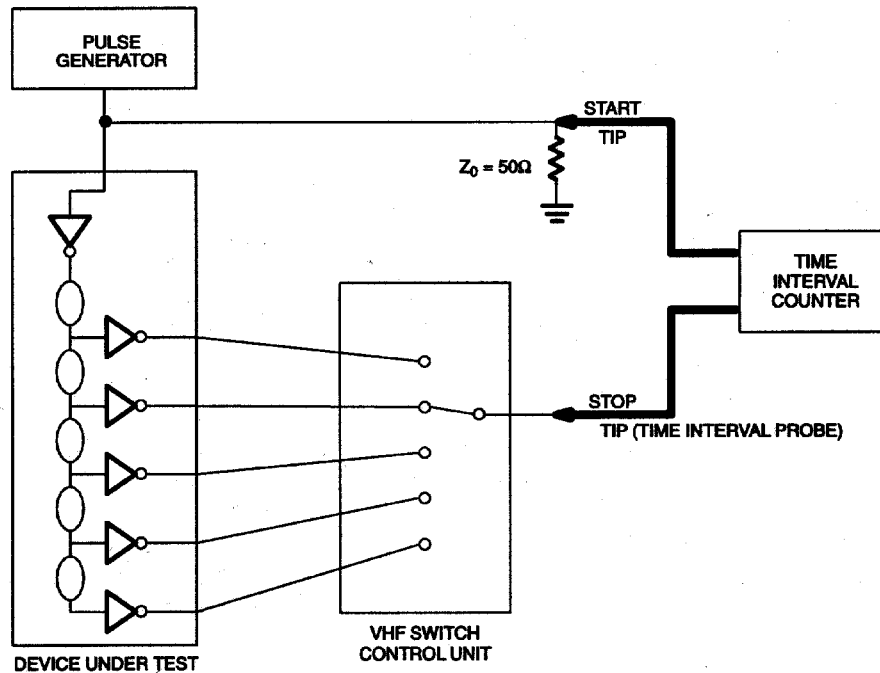 PULSE
GENERATOR
START
TIP
Z₀ = 50Ω
TIME
INTERVAL
COUNTER
STOP
TIP (TIME INTERVAL PROBE)
VHF SWITCH
CONTROL UNIT
DEVICE UNDER TEST